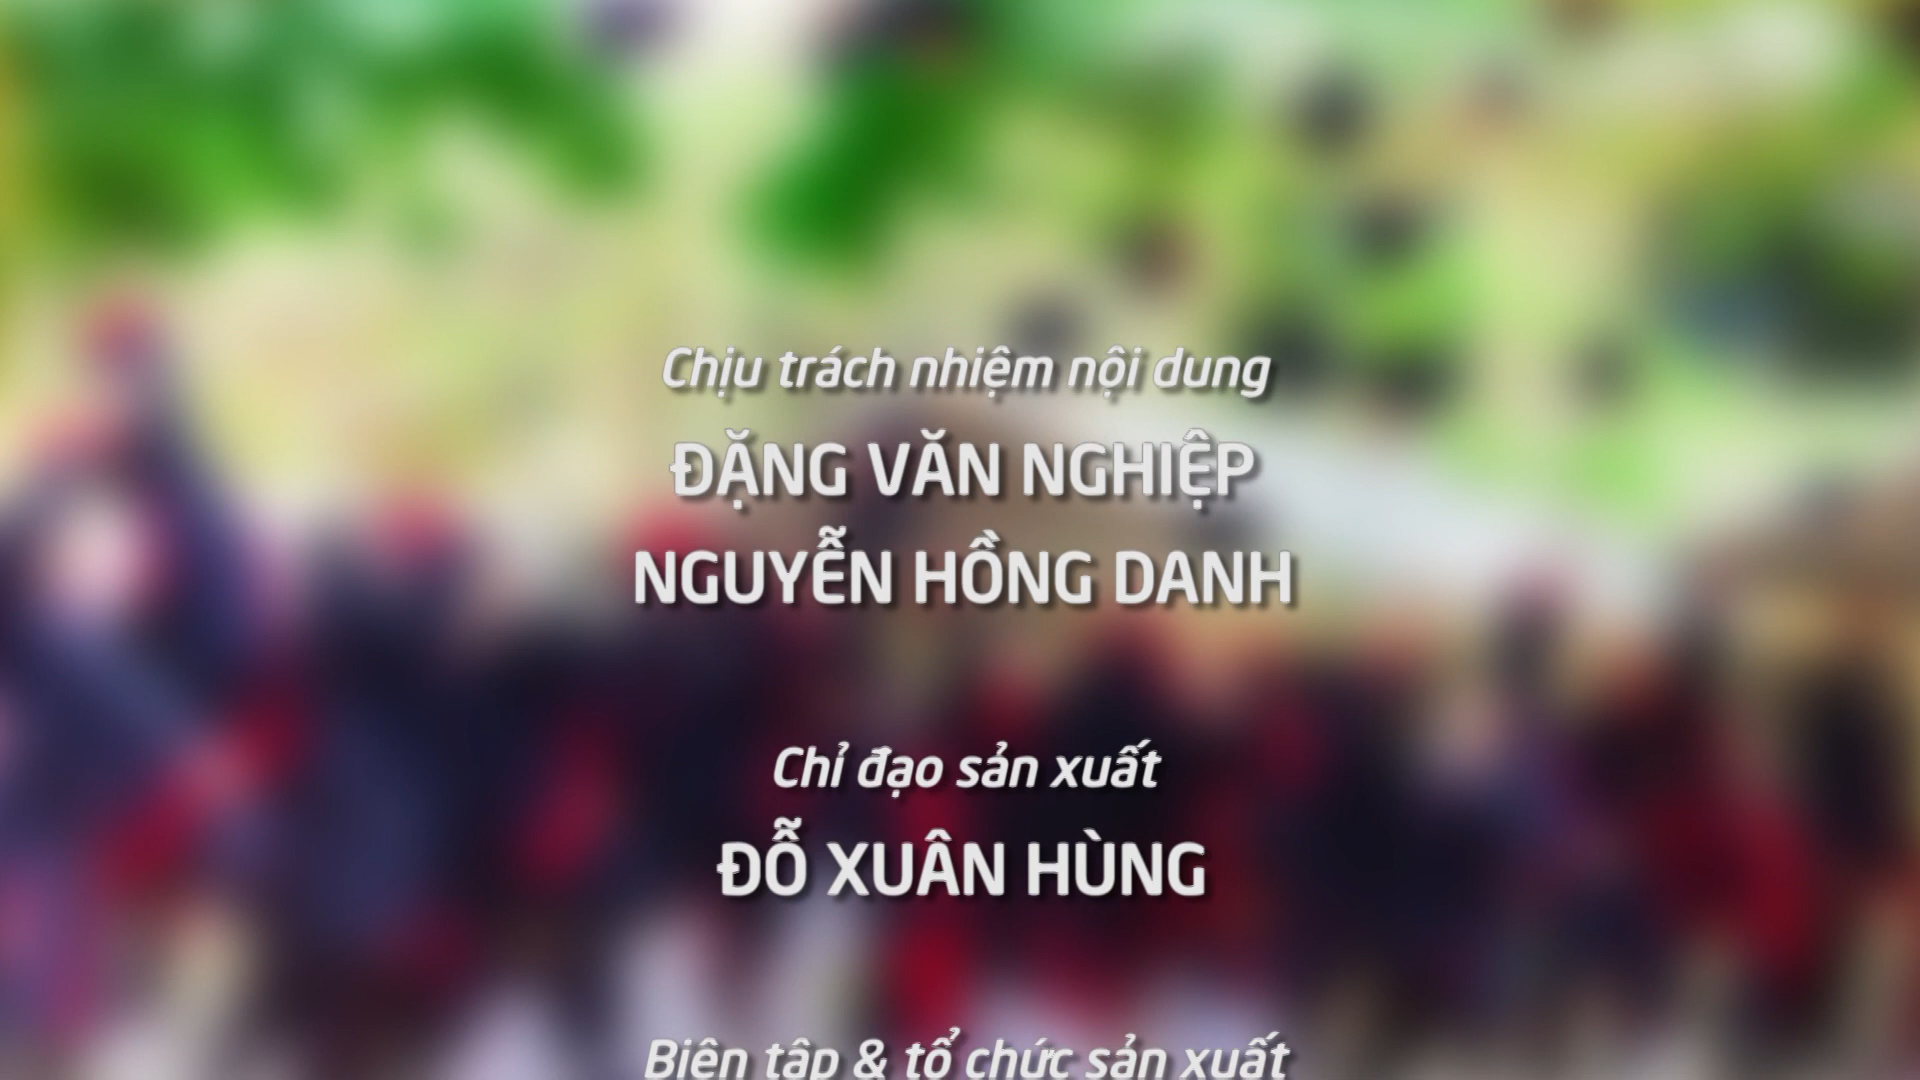 Chịu trách nhiệm nội dung
ĐẶNG VĂN NGHIỆP
NGUYỄN HỒNG DANH
Chỉ đạo sản xuất
ĐỖ XUÂN HÙNG
Biên tập & tổ chức sản xuất